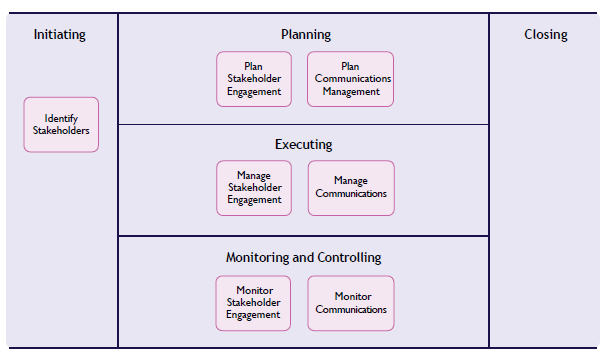 Initiating
Planning
Closing
Plan
Stakeholder
Engagement
Plan
Communications
Management
Identify
Stakeholders
Executing
Manage
Stakeholder
Engagement
Manage
Communications
Monitoring and Controlling
Monitor
Stakeholder
Engagement
Monitor
Communications